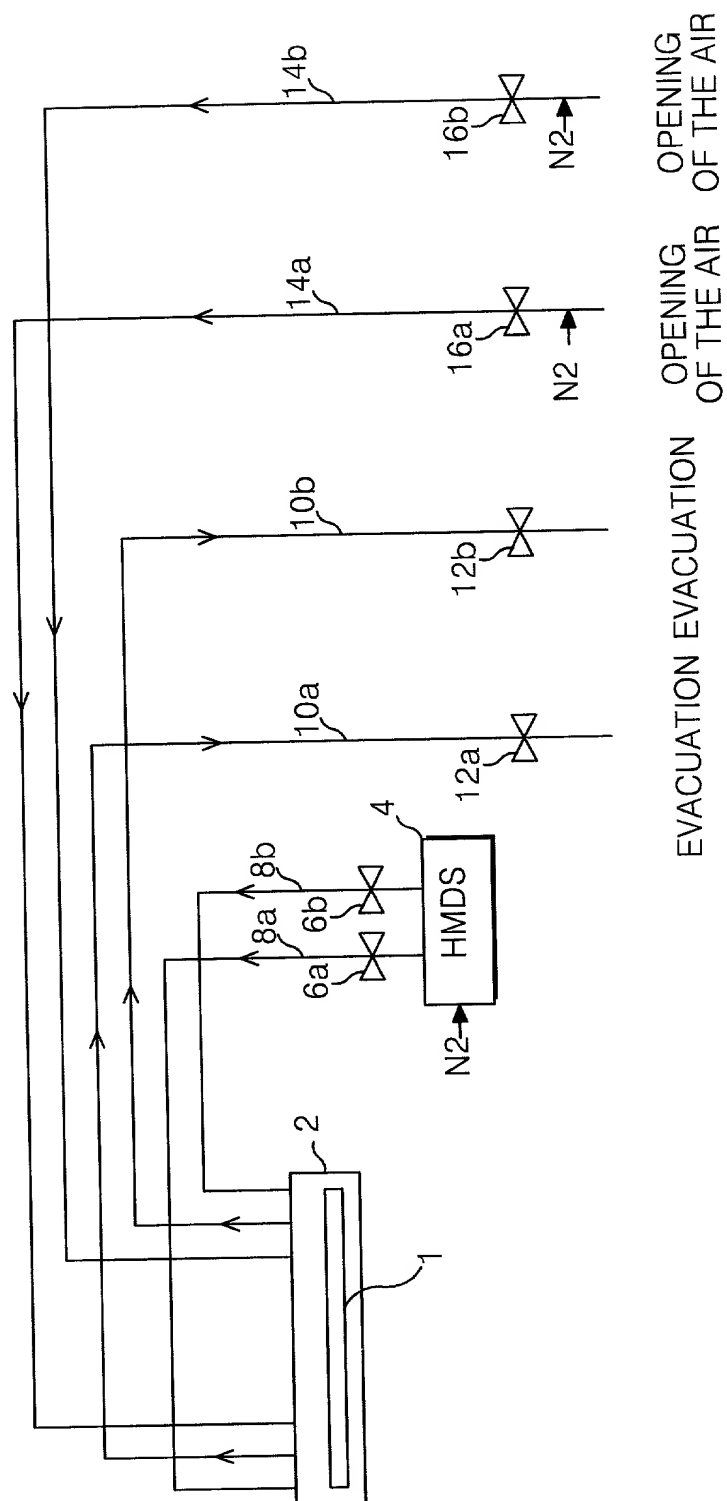 14b
16b
N2
OPENING
OF THE AIR
14a
16a
N2
OPENING
OF THE AIR
10b
12b
EVACUATION
10a
12a
EVACUATION
4
8b
6b
8a
6a
HMDS
N2
2
1